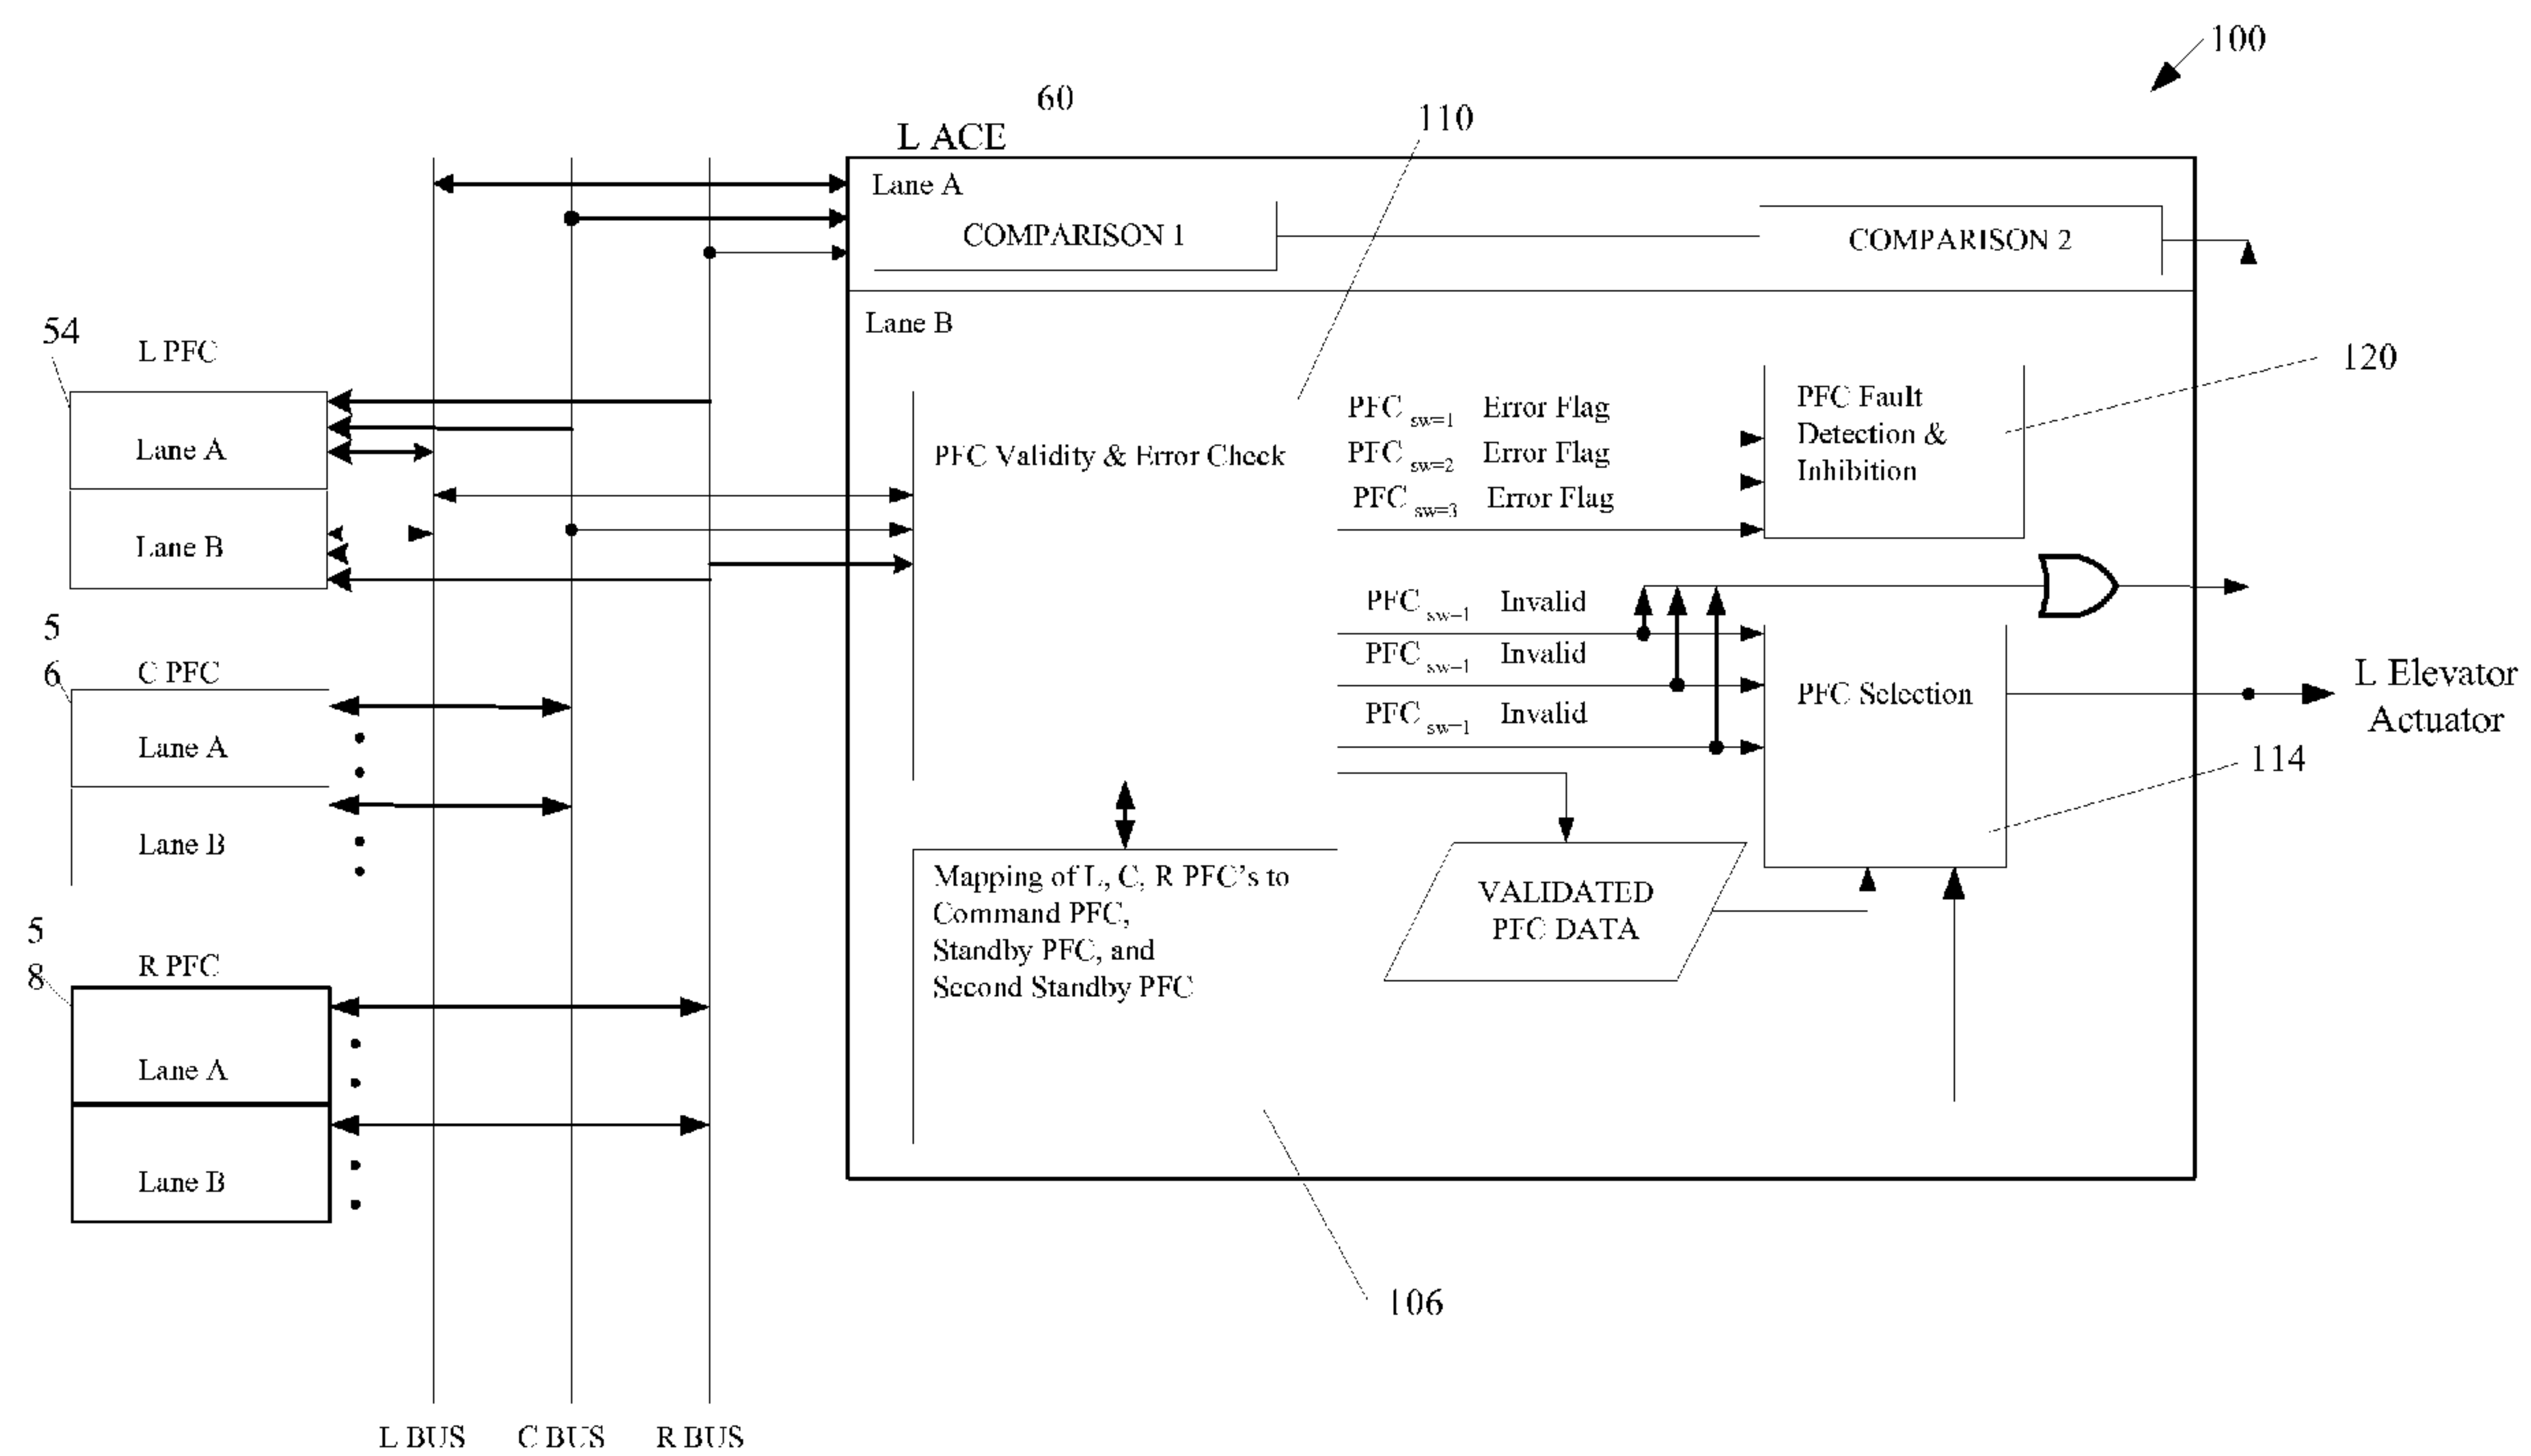 100
60
L ACE
110
Lane A
COMPARISON 1
COMPARISON 2
Lane B
54
L PFC
Lane A
Lane B
120
PFC Validity & Error Check
PFC sw=1 Error Flag
PFC sw=2 Error Flag
PFC sw=3 Error Flag
PFC Fault
Detection &
Inhibition
PFC sw=1 Invalid
PFC sw=1 Invalid
PFC sw=1 Invalid
PFC Selection
L Elevator
Actuator
114
5
6
C PFC
Lane A
Lane B
Mapping of L, C, R PFC's to
Command PFC,
Standby PFC, and
Second Standby PFC
VALIDATED
PFC DATA
5
8
R PFC
Lane A
Lane B
106
L BUS
C BUS
R BUS